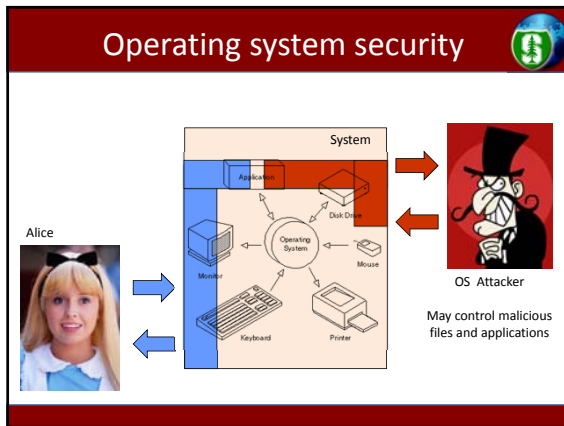 Operating system security
System
Application
Disk Drive
Alice
Operating
System
Monitor
Mouse
OS Attacker
Keyboard
Printer
May control malicious
files and applications